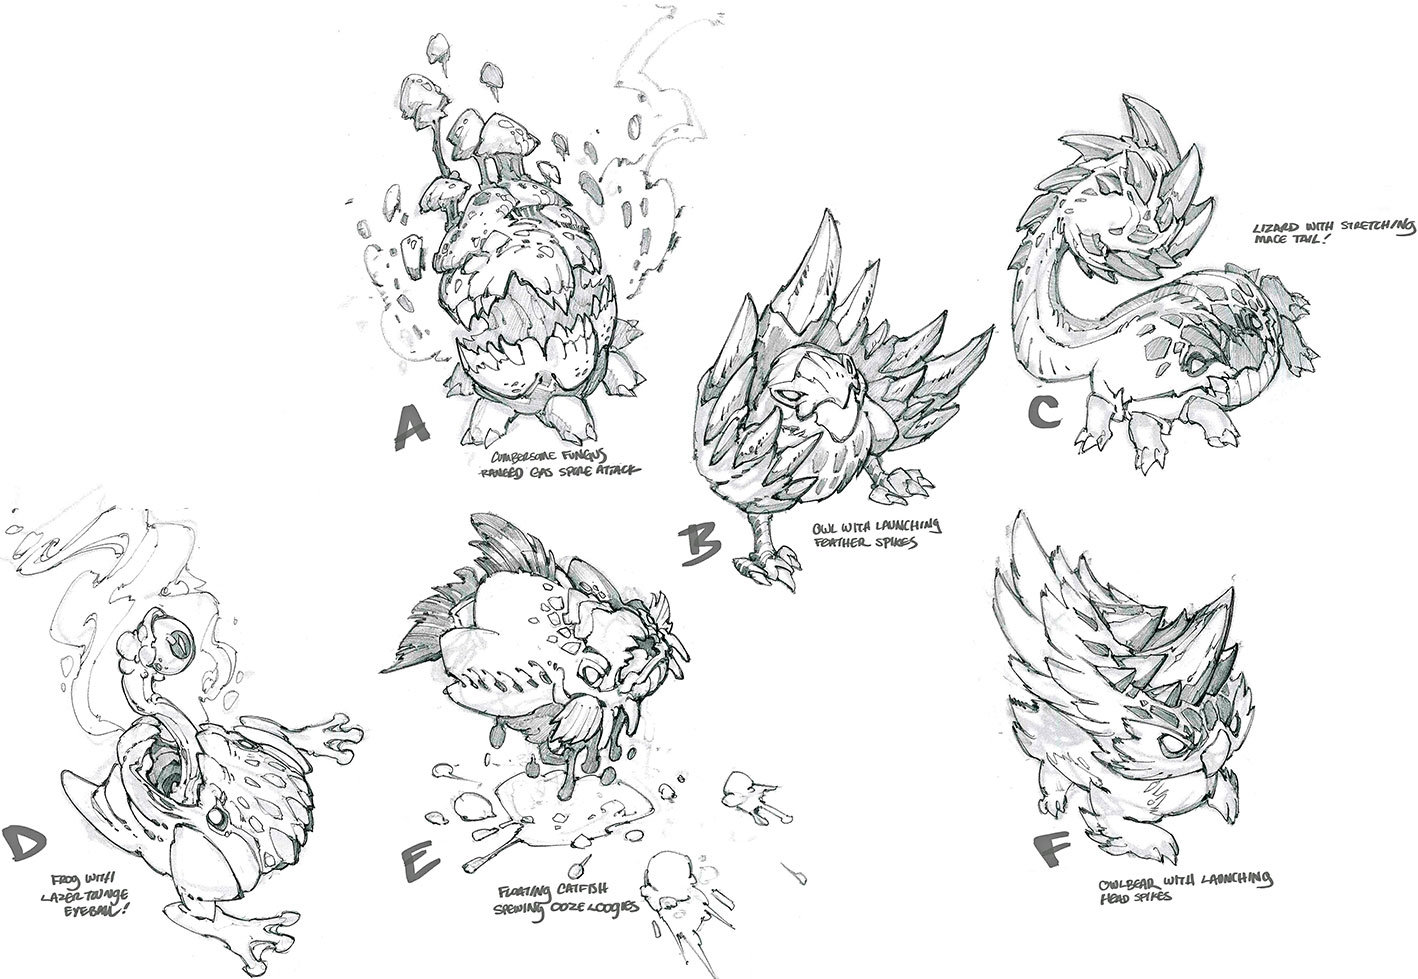 A
CUMBERSOME FUNGUS
RANGED GAS SPORE ATTACK
B
OWL WITH LAUNCHING
FEATHER SPIKES
C
LIZARD WITH STRETCHING
MACE TAIL!
D
FROG WITH
LAZER TOUNGE
EYEBALL!
E
FLOATING CATFISH
SPEWING OOZE LOOGIES
F
OWLBEAR WITH LAUNCHING
HEAD SPIKES